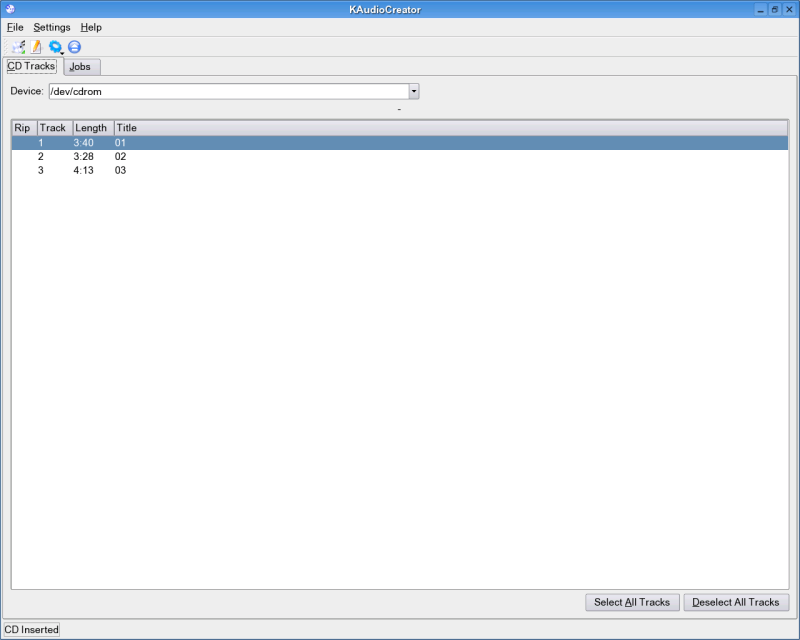 KAudioCreator
File Settings Help
CD Tracks Jobs
Device: /dev/cdrom
-
Rip Track Length Title
1 3:40 01
2 3:28 02
3 4:13 03
Select All Tracks Deselect All Tracks
CD Inserted